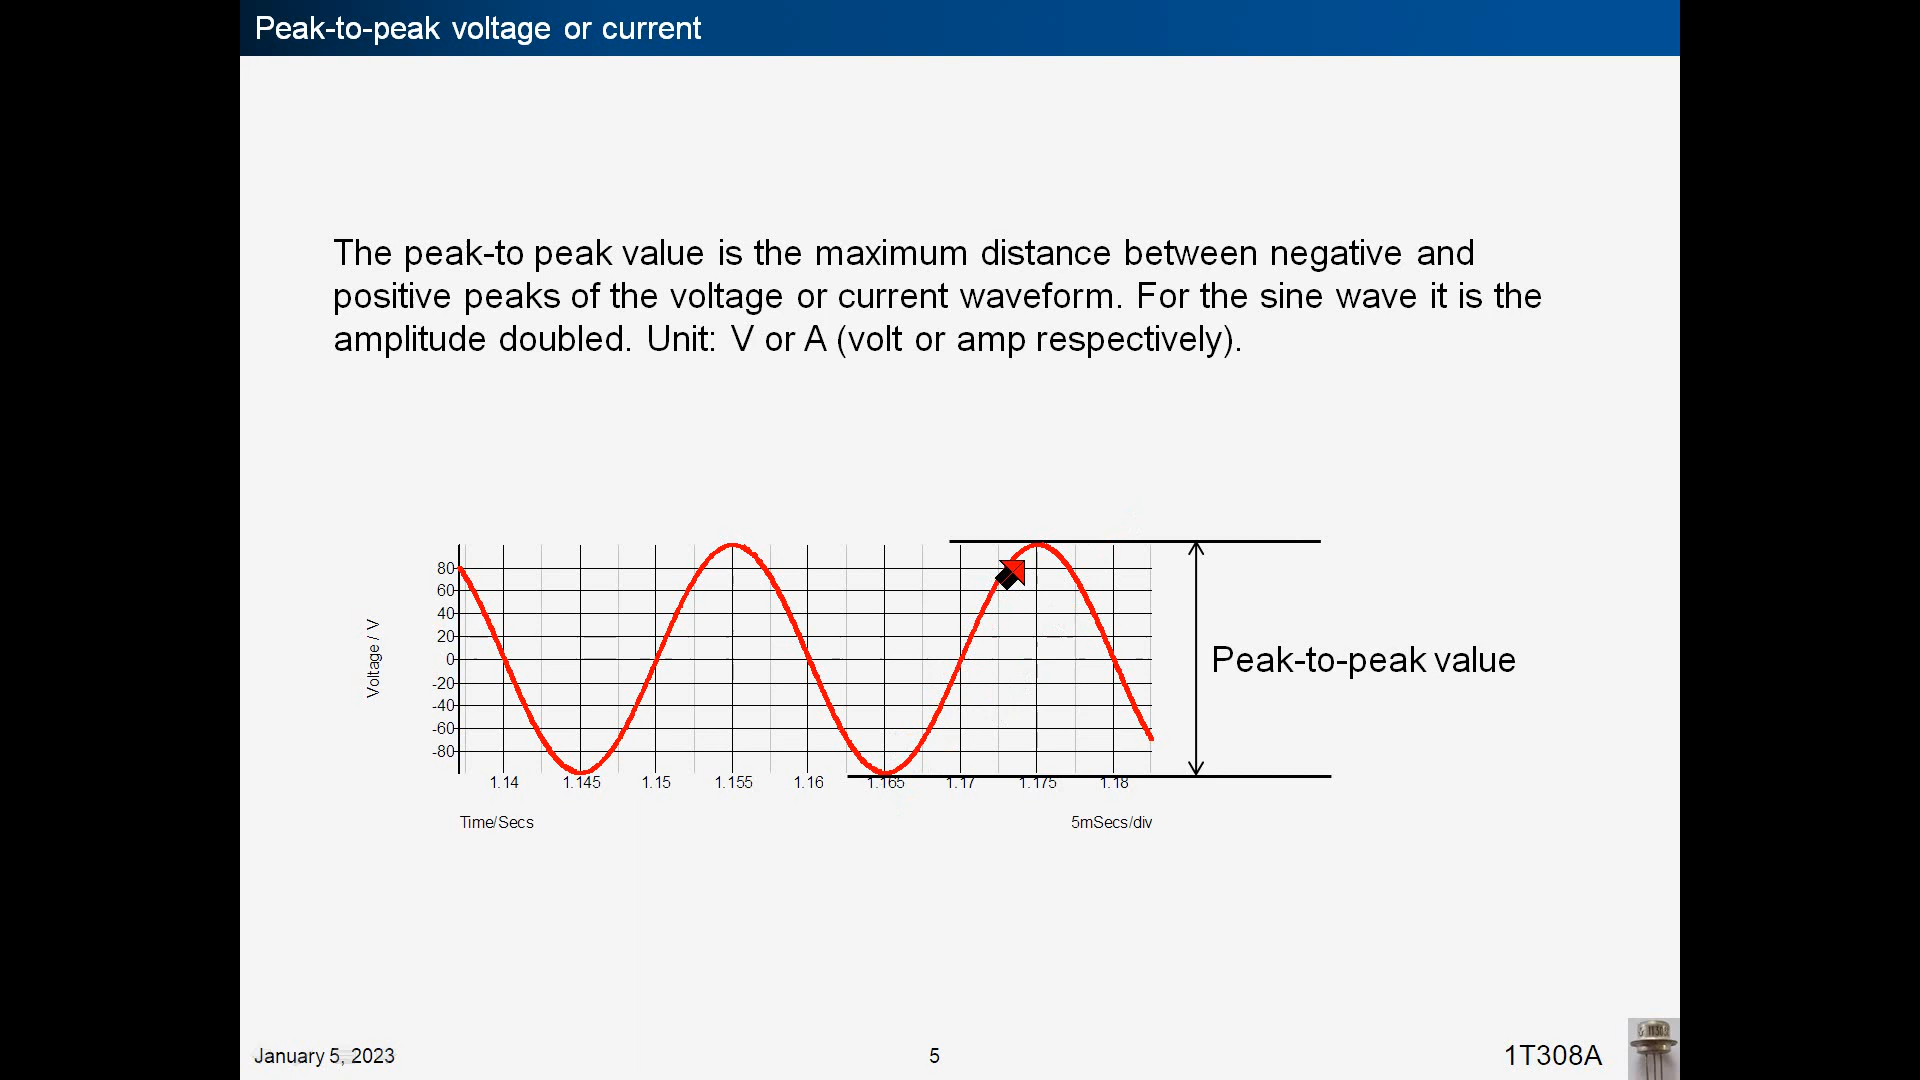 Peak-to-peak voltage or current
The peak-to peak value is the maximum distance between negative and
positive peaks of the voltage or current waveform. For the sine wave it is the
amplitude doubled. Unit: V or A (volt or amp respectively).
80
60
40
20
0
-20
-40
-60
-80
Voltage / V
Peak-to-peak value
1.14 1.145 1.15 1.155 1.16 1.165 1.17 1.175 1.18
Time/Secs 5mSecs/div
January 5, 2023 5 1T308A